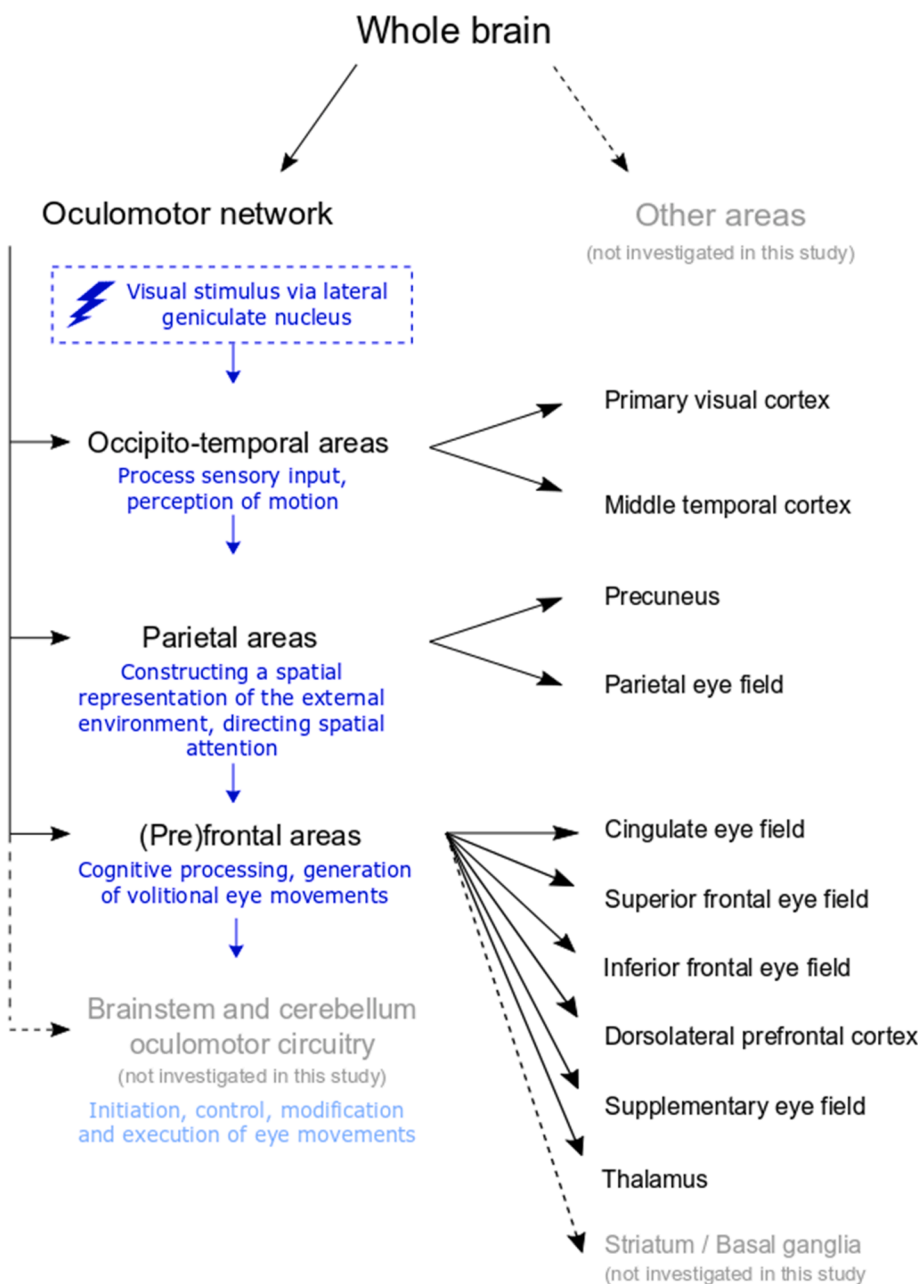 Whole brain
Oculomotor network
Other areas
(not investigated in this study)
Visual stimulus via lateral
geniculate nucleus
Occipito-temporal areas
Process sensory input,
perception of motion
Primary visual cortex
Middle temporal cortex
Parietal areas
Constructing a spatial
representation of the external
environment, directing spatial
attention
Precuneus
Parietal eye field
(Pre)frontal areas
Cognitive processing, generation
of volitional eye movements
Cingulate eye field
Superior frontal eye field
Inferior frontal eye field
Dorsolateral prefrontal cortex
Supplementary eye field
Thalamus
Striatum / Basal ganglia
(not investigated in this study
Brainstem and cerebellum
oculomotor circuitry
(not investigated in this study)
Initiation, control, modification
and execution of eye movements